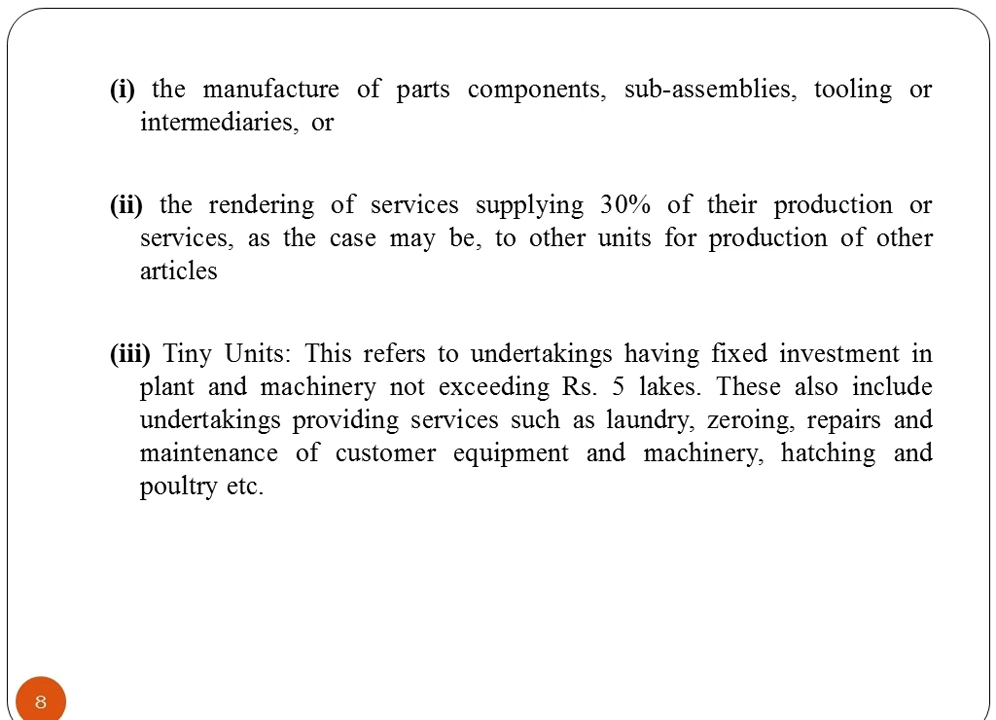 (i) the manufacture of parts components, sub-assemblies, tooling or
intermediaries, or
(ii) the rendering of services supplying 30% of their production or
services, as the case may be, to other units for production of other
articles
(iii) Tiny Units: This refers to undertakings having fixed investment in
plant and machinery not exceeding Rs. 5 lakes. These also include
undertakings providing services such as laundry, zeroing, repairs and
maintenance of customer equipment and machinery, hatching and
poultry etc.
8